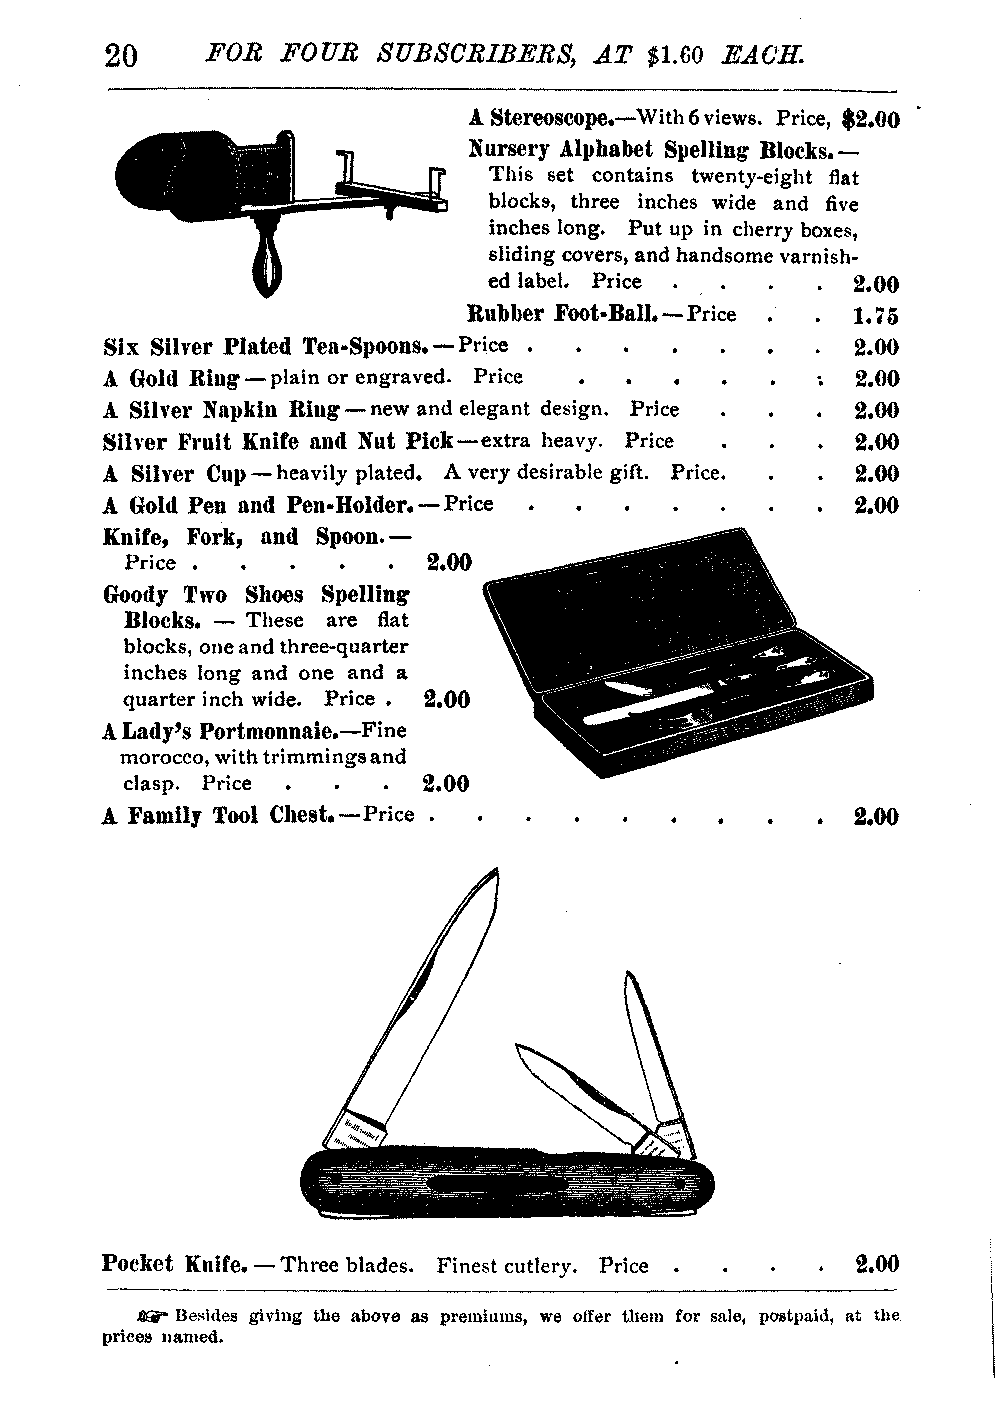 20 FOR FOUR SUBSCRIBERS, AT $1.60 EACH.
A Stereoscope.—With 6 views. Price, $2.00
Nursery Alphabet Spelling Blocks.—
This set contains twenty-eight flat
blocks, three inches wide and five
inches long. Put up in cherry boxes,
sliding covers, and handsome varnish-
ed label. Price . . . . 2.00
Rubber Foot-Ball.—Price . . 1.75
Six Silver Plated Tea-Spoons.—Price . . . . . . . 2.00
A Gold Ring—plain or engraved. Price . . . . . . 2.00
A Silver Napkin Ring—new and elegant design. Price . . . 2.00
Silver Fruit Knife and Nut Pick—extra heavy. Price . . . 2.00
A Silver Cup—heavily plated. A very desirable gift. Price. . . 2.00
A Gold Pen and Pen-Holder.—Price . . . . . . . 2.00
Knife, Fork, and Spoon.—
Price . . . . . 2.00
Goody Two Shoes Spelling
Blocks. — These are flat
blocks, one and three-quarter
inches long and one and a
quarter inch wide. Price . 2.00
A Lady's Portmonnaie.—Fine
morocco, with trimmings and
clasp. Price . . . 2.00
A Family Tool Chest.—Price . . . . . . . . . 2.00
Pocket Knife.—Three blades. Finest cutlery. Price . . . . 2.00
☞ Besides giving the above as premiums, we offer them for sale, postpaid, at the
prices named.